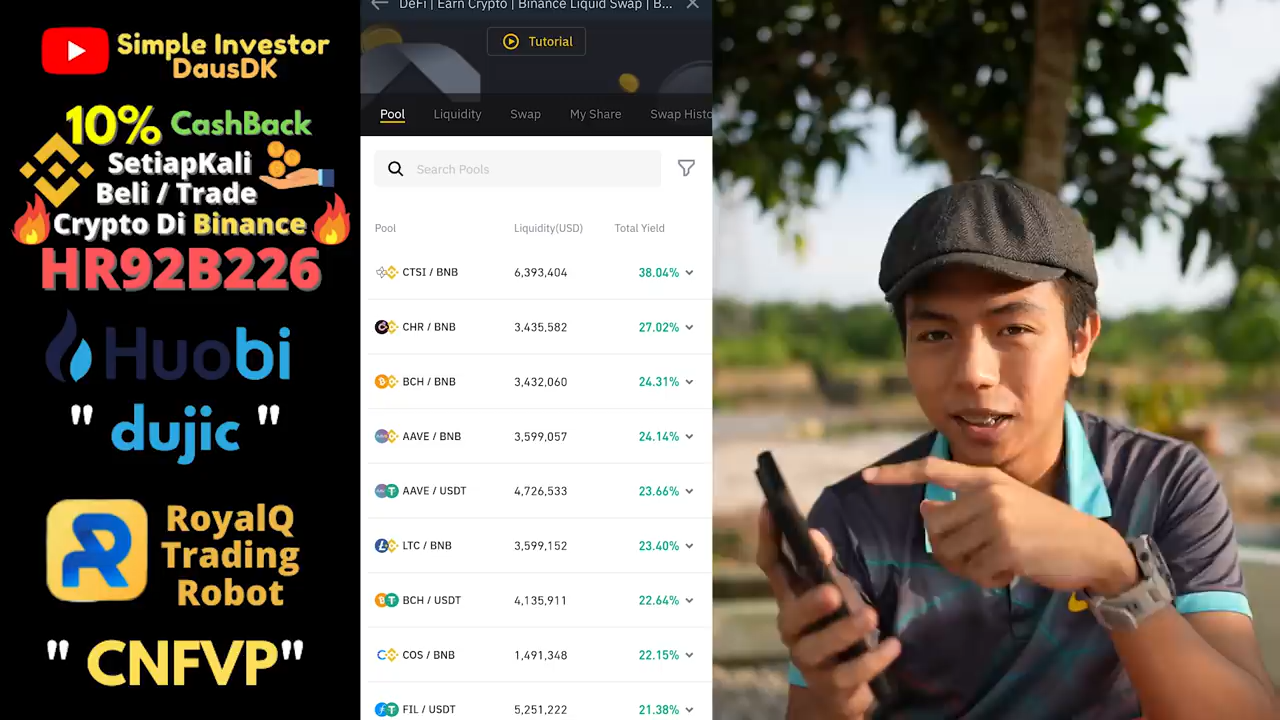 Simple Investor
DausDK
10% CashBack
SetiapKali
Beli / Trade
Crypto Di Binance
HR92B226
Huobi
" dujic "
RoyalQ
Trading
Robot
" CNFVP"
DeFi | Earn Crypto | Binance Liquid Swap | B...
Tutorial
Pool Liquidity Swap My Share Swap Histo
Search Pools
Pool Liquidity(USD) Total Yield
CTSI / BNB 6,393,404 38.04%
CHR / BNB 3,435,582 27.02%
BCH / BNB 3,432,060 24.31%
AAVE / BNB 3,599,057 24.14%
AAVE / USDT 4,726,533 23.66%
LTC / BNB 3,599,152 23.40%
BCH / USDT 4,135,911 22.64%
COS / BNB 1,491,348 22.15%
FIL / USDT 5,251,222 21.38%